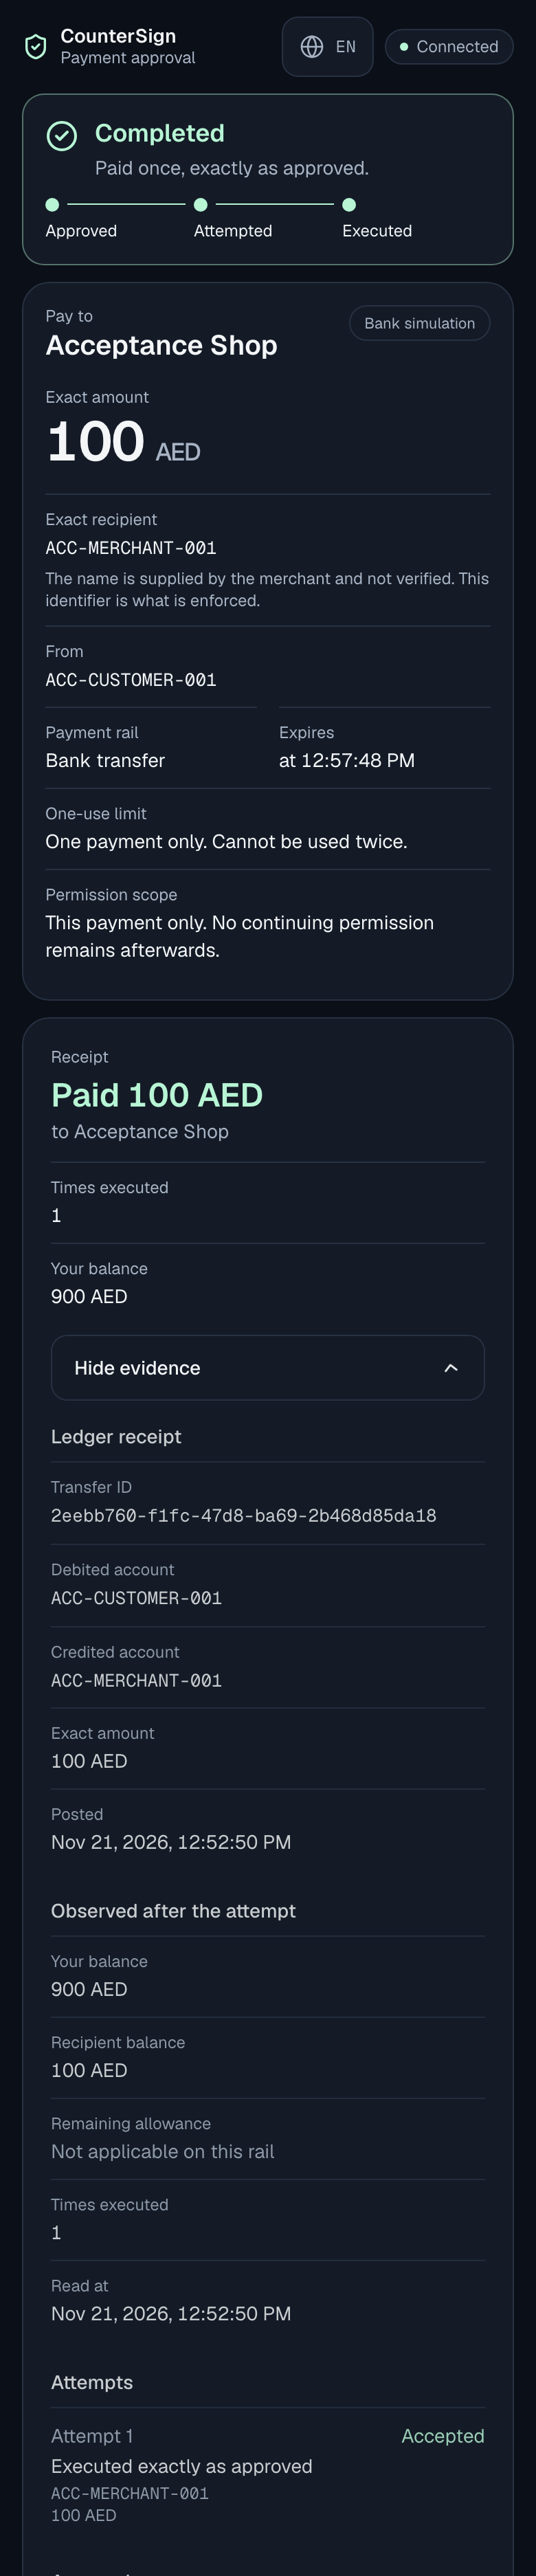 CounterSign
Payment approval
EN
Connected
Completed
Paid once, exactly as approved.
Approved
Attempted
Executed
Pay to
Acceptance Shop
Bank simulation
Exact amount
100 AED
Exact recipient
ACC-MERCHANT-001
The name is supplied by the merchant and not verified. This
identifier is what is enforced.
From
ACC-CUSTOMER-001
Payment rail
Bank transfer
Expires
at 12:57:48 PM
One-use limit
One payment only. Cannot be used twice.
Permission scope
This payment only. No continuing permission
remains afterwards.
Receipt
Paid 100 AED
to Acceptance Shop
Times executed
1
Your balance
900 AED
Hide evidence
Ledger receipt
Transfer ID
2eebb760-f1fc-47d8-ba69-2b468d85da18
Debited account
ACC-CUSTOMER-001
Credited account
ACC-MERCHANT-001
Exact amount
100 AED
Posted
Nov 21, 2026, 12:52:50 PM
Observed after the attempt
Your balance
900 AED
Recipient balance
100 AED
Remaining allowance
Not applicable on this rail
Times executed
1
Read at
Nov 21, 2026, 12:52:50 PM
Attempts
Attempt 1
Accepted
Executed exactly as approved
ACC-MERCHANT-001
100 AED